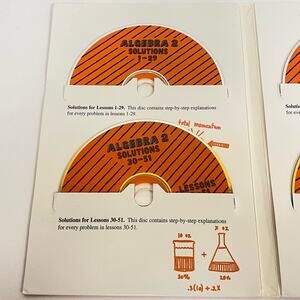 ALGEBRA 2
SOLUTIONS
1-29
Solutions for Lessons 1-29. This disc contains step-by-step explanations
for every problem in lessons 1-29.
total momentum
ALGEBRA 2
SOLUTIONS
30-51
LESSONS
Solutions for Lessons 30-51. This disc contains step-by-step explanations
for every problem in lessons 30-51.
10 oz
x oz
+
30%
20%
.3(10) + .2x